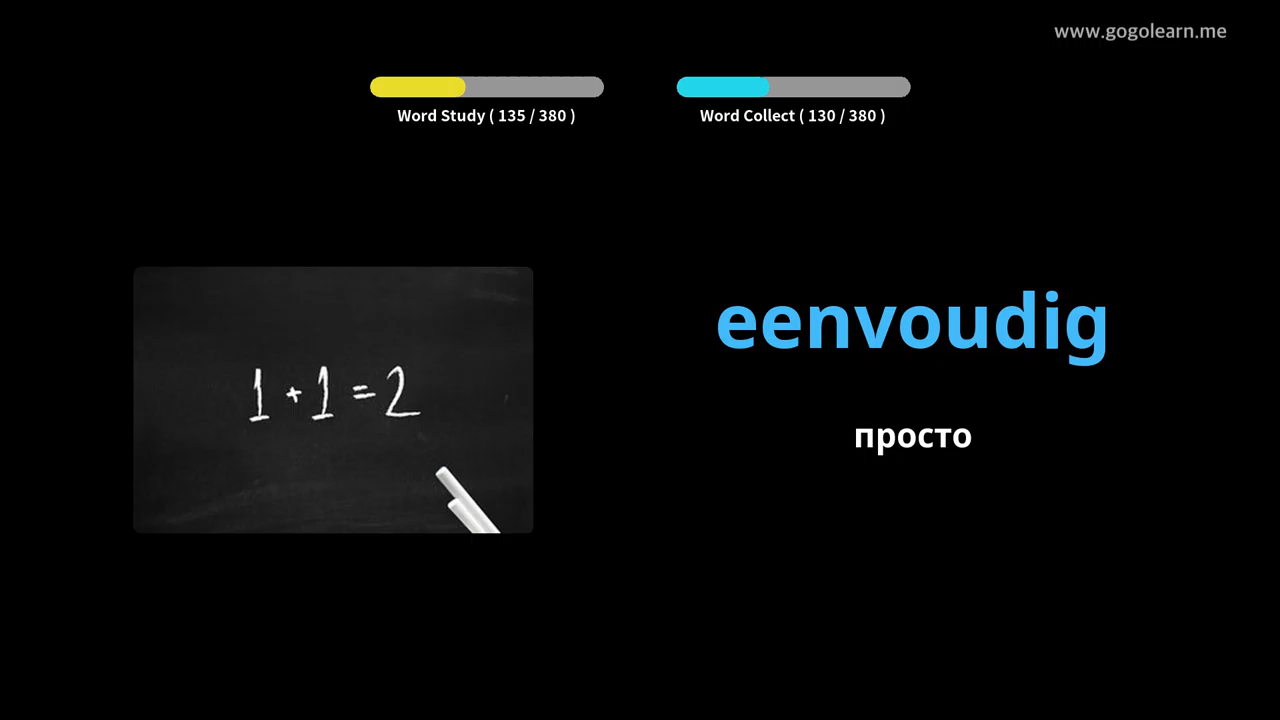 www.gogolearn.me
Word Study ( 135 / 380 )
Word Collect ( 130 / 380 )
1 + 1 = 2
eenvoudig
просто